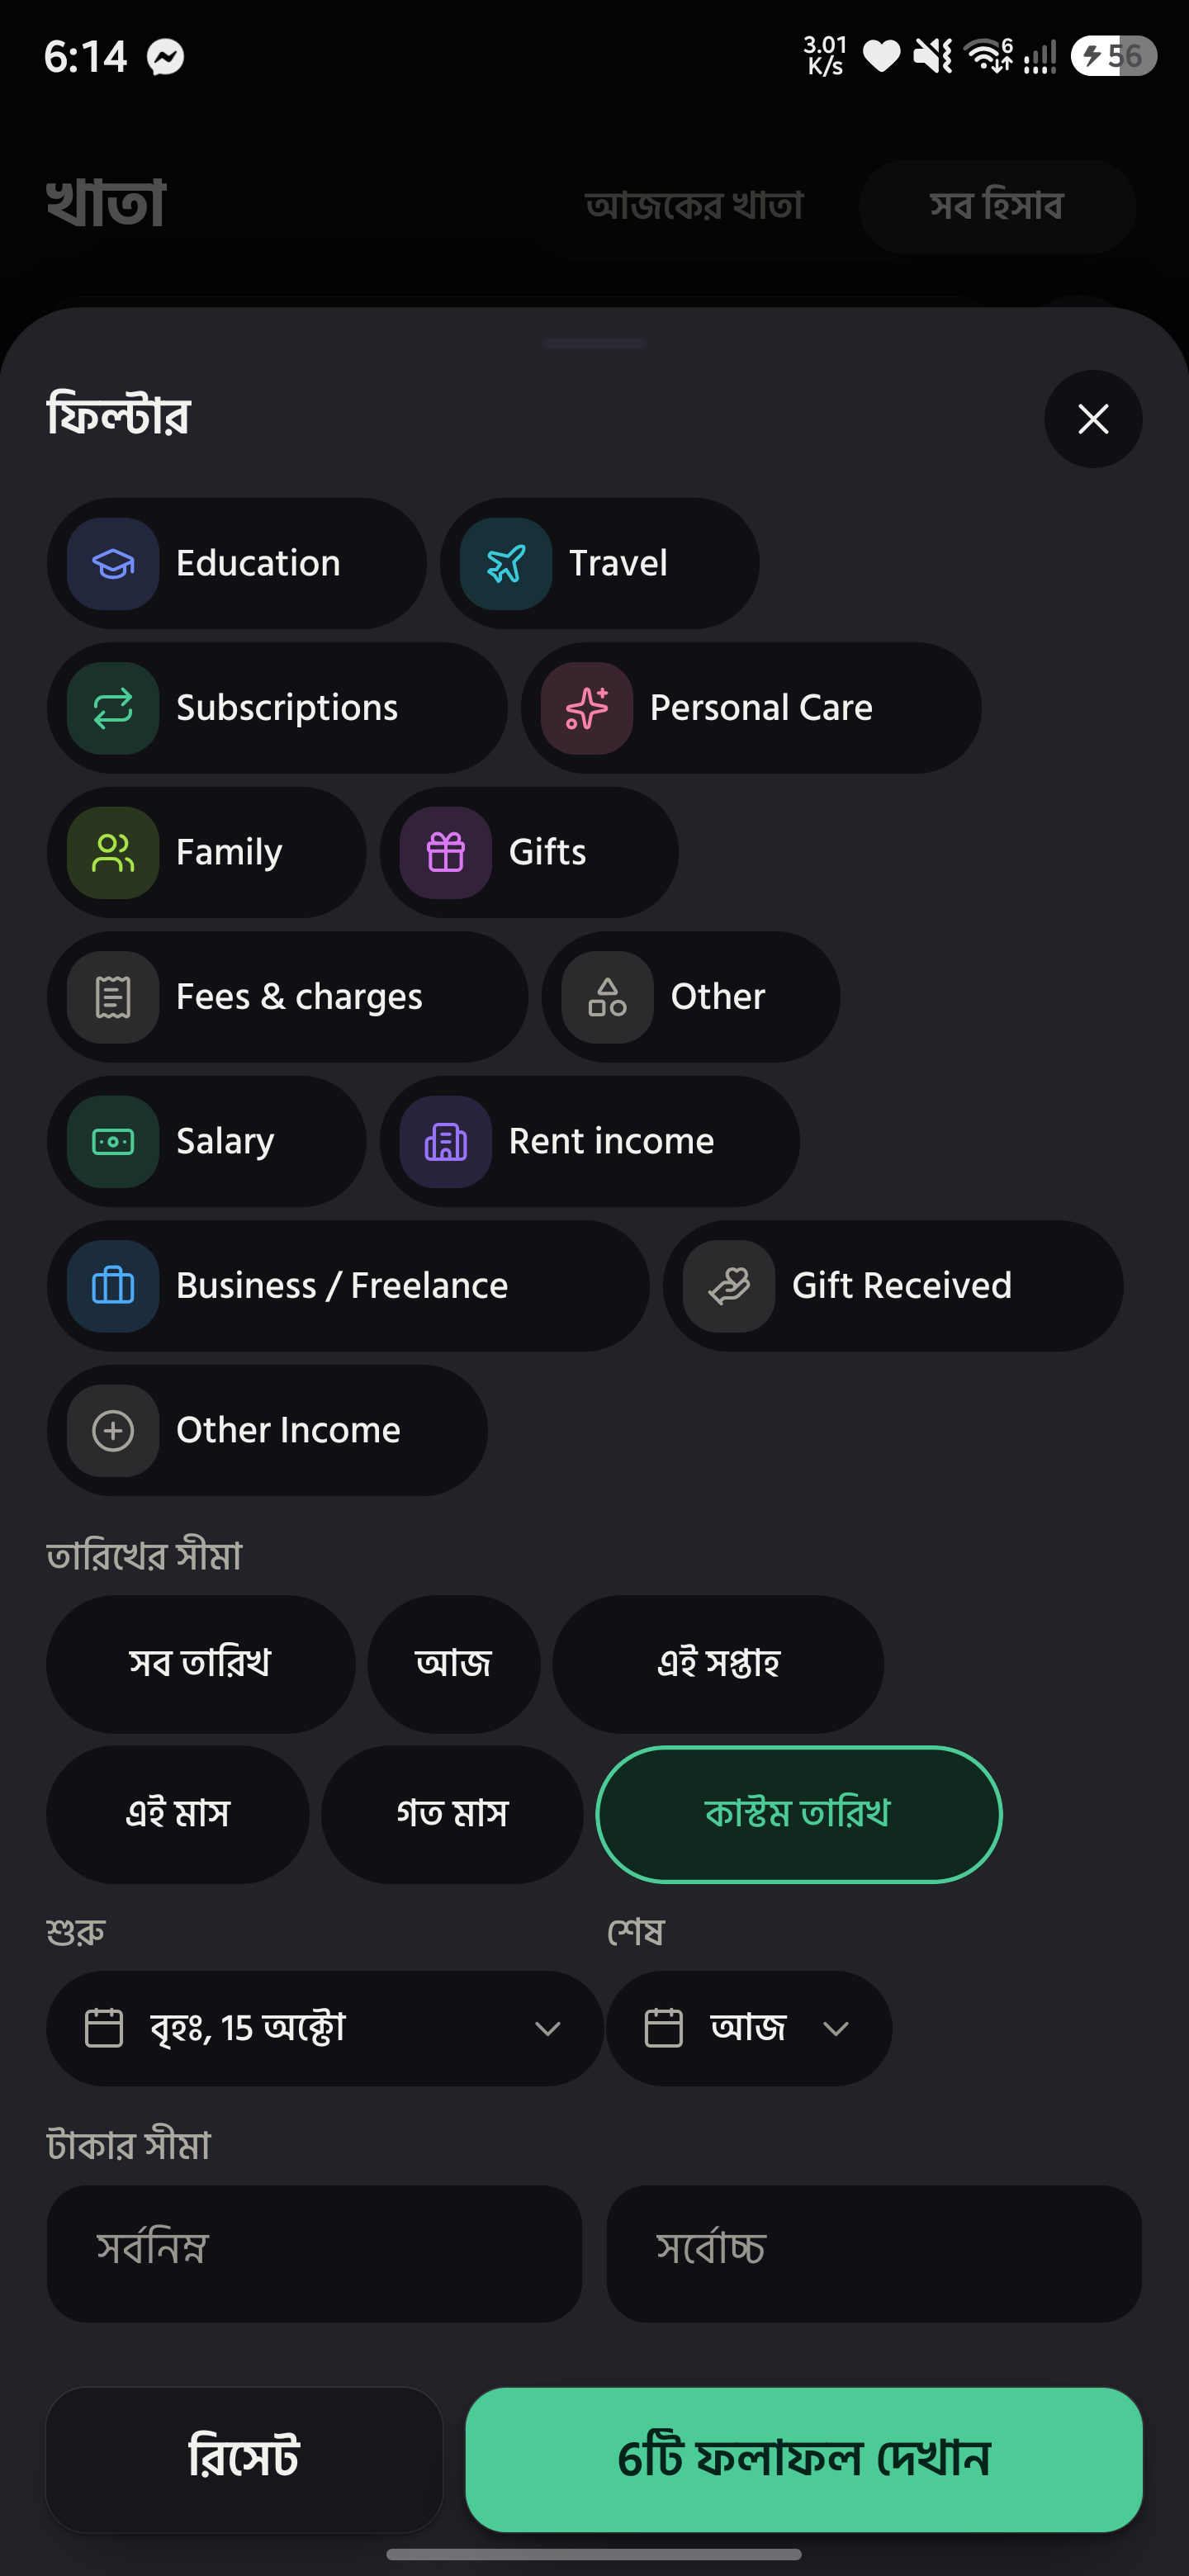 6:14
3.01 K/s
6
56
খাতা
আজকের খাতা
সব হিসাব
ফিল্টার
Education
Travel
Subscriptions
Personal Care
Family
Gifts
Fees & charges
Other
Salary
Rent income
Business / Freelance
Gift Received
Other Income
তারিখের সীমা
সব তারিখ
আজ
এই সপ্তাহ
এই মাস
গত মাস
কাস্টম তারিখ
শুরু
শেষ
বৃহঃ, 15 অক্টো
আজ
টাকার সীমা
সর্বনিম্ন
সর্বোচ্চ
রিসেট
6টি ফলাফল দেখান